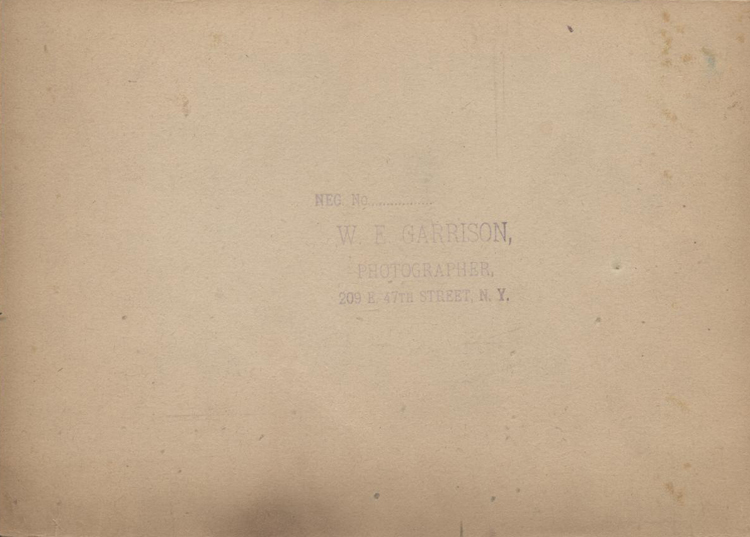 NEG. No...............
W. E. GARRISON,
PHOTOGRAPHER,
209 E. 47TH STREET, N. Y.